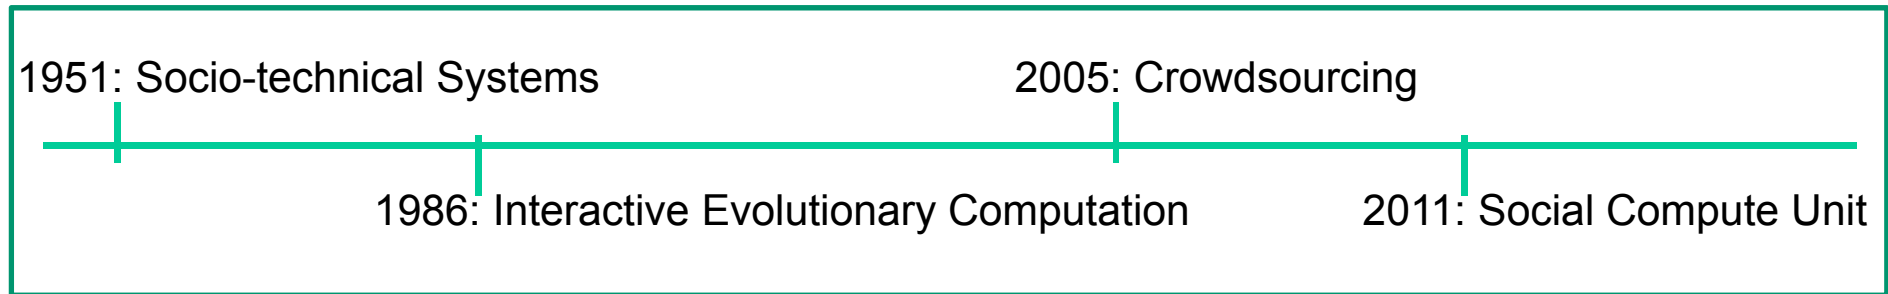 1951: Socio-technical Systems
2005: Crowdsourcing
1986: Interactive Evolutionary Computation
2011: Social Compute Unit